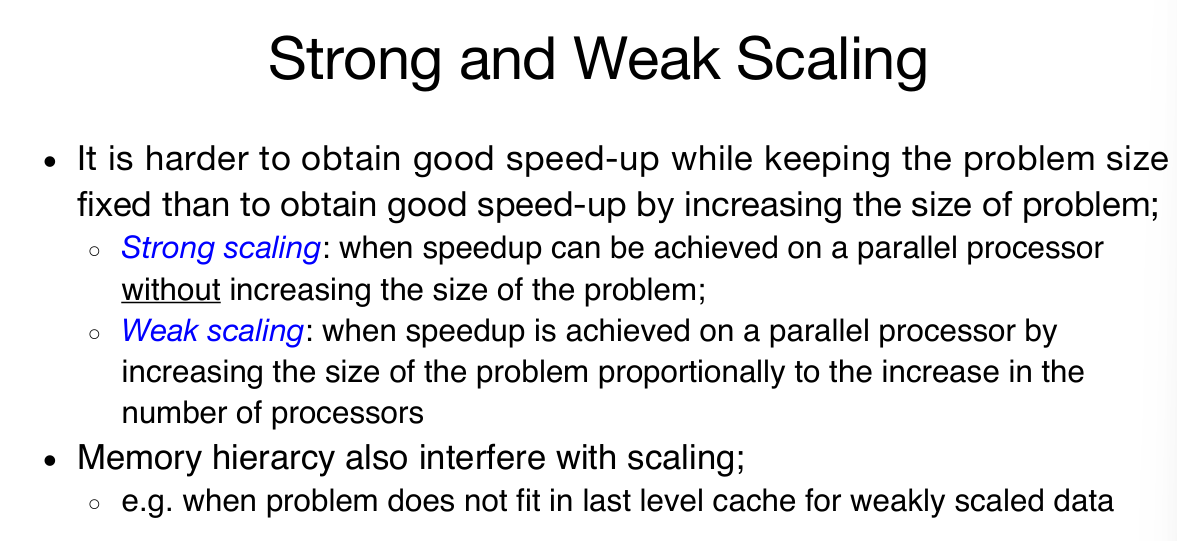 Strong and Weak Scaling
• It is harder to obtain good speed-up while keeping the problem size
fixed than to obtain good speed-up by increasing the size of problem;
○ Strong scaling: when speedup can be achieved on a parallel processor
without increasing the size of the problem;
○ Weak scaling: when speedup is achieved on a parallel processor by
increasing the size of the problem proportionally to the increase in the
number of processors
• Memory hierarcy also interfere with scaling;
○ e.g. when problem does not fit in last level cache for weakly scaled data